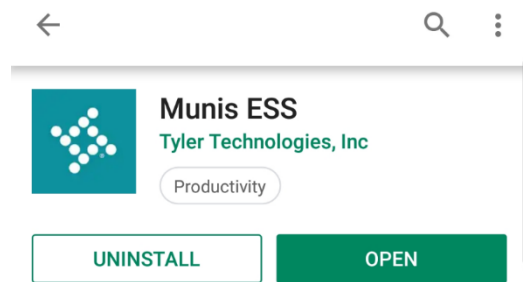 Munis ESS
Tyler Technologies, Inc
Productivity
UNINSTALL OPEN